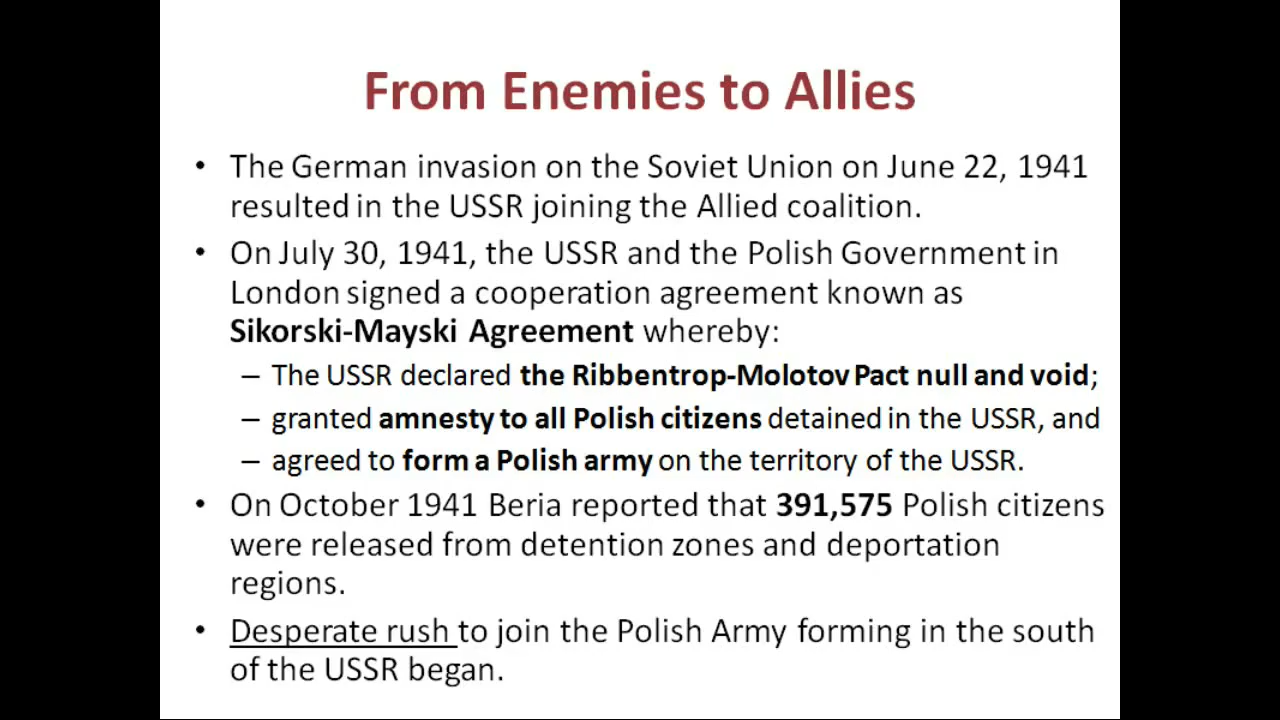 From Enemies to Allies
• The German invasion on the Soviet Union on June 22, 1941
resulted in the USSR joining the Allied coalition.
• On July 30, 1941, the USSR and the Polish Government in
London signed a cooperation agreement known as
Sikorski-Mayski Agreement whereby:
– The USSR declared the Ribbentrop-Molotov Pact null and void;
– granted amnesty to all Polish citizens detained in the USSR, and
– agreed to form a Polish army on the territory of the USSR.
• On October 1941 Beria reported that 391,575 Polish citizens
were released from detention zones and deportation
regions.
• Desperate rush to join the Polish Army forming in the south
of the USSR began.